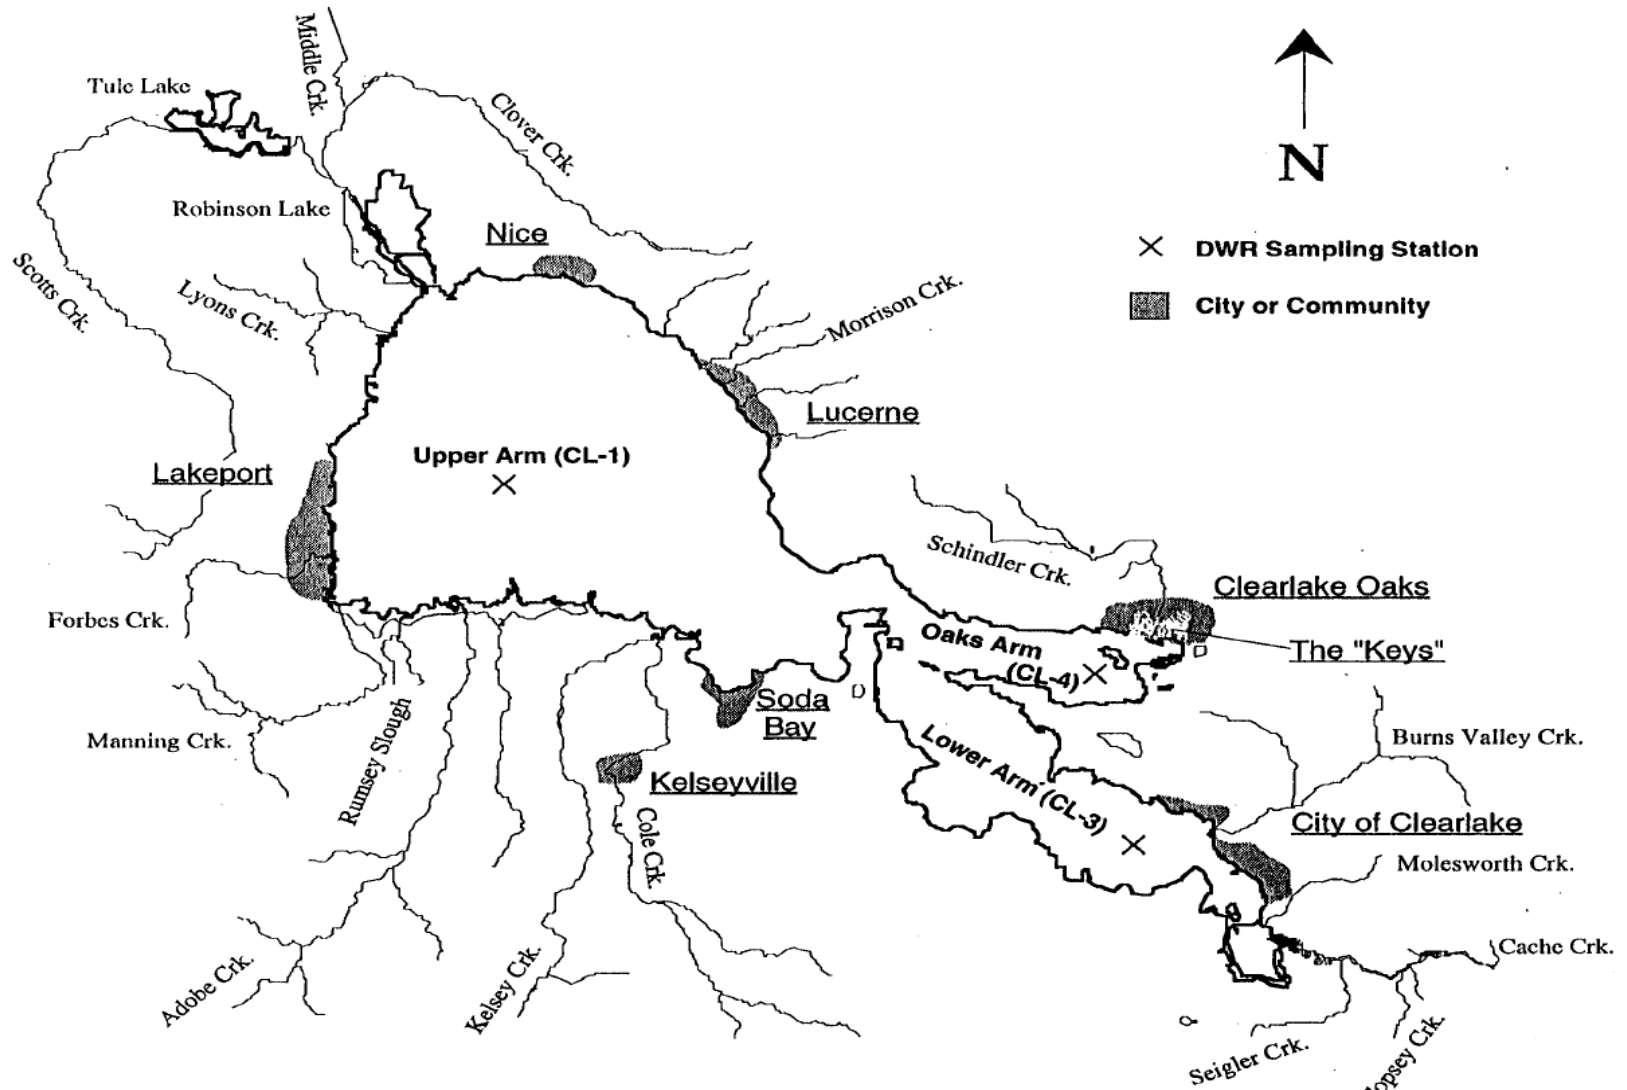 Middle Crk.
Tule Lake
Clover Crk.
N
Robinson Lake
Nice
DWR Sampling Station
Scotts Crk.
Lyons Crk.
Morrison Crk.
City or Community
Lucerne
Upper Arm (CL-1)
Lakeport
Schindler Crk.
Clearlake Oaks
Forbes Crk.
Oaks Arm
(CL-4)
The "Keys"
Soda
Bay
Manning Crk.
Rumsey Slough
Lower Arm (CL-3)
Burns Valley Crk.
Kelseyville
City of Clearlake
Cole Crk.
Molesworth Crk.
Adobe Crk.
Kelsey Crk.
Cache Crk.
Seigler Crk.
Crk.